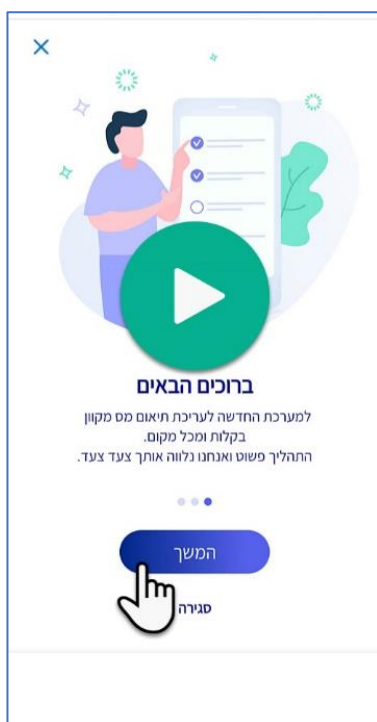 ברוכים הבאים
למערכת החדשה לעריכת תיאום מס מקוון
בקלות ומכל מקום.
התהליך פשוט ואנחנו נלווה אותך צעד צעד.
המשך
סגירה